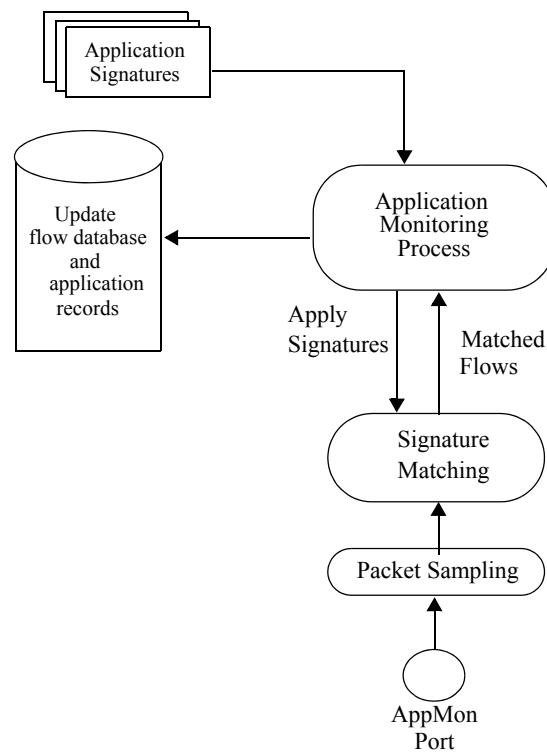 Application
Signatures
Update
flow database
and
application
records
Application
Monitoring
Process
Apply
Signatures
Matched
Flows
Signature
Matching
Packet Sampling
AppMon
Port